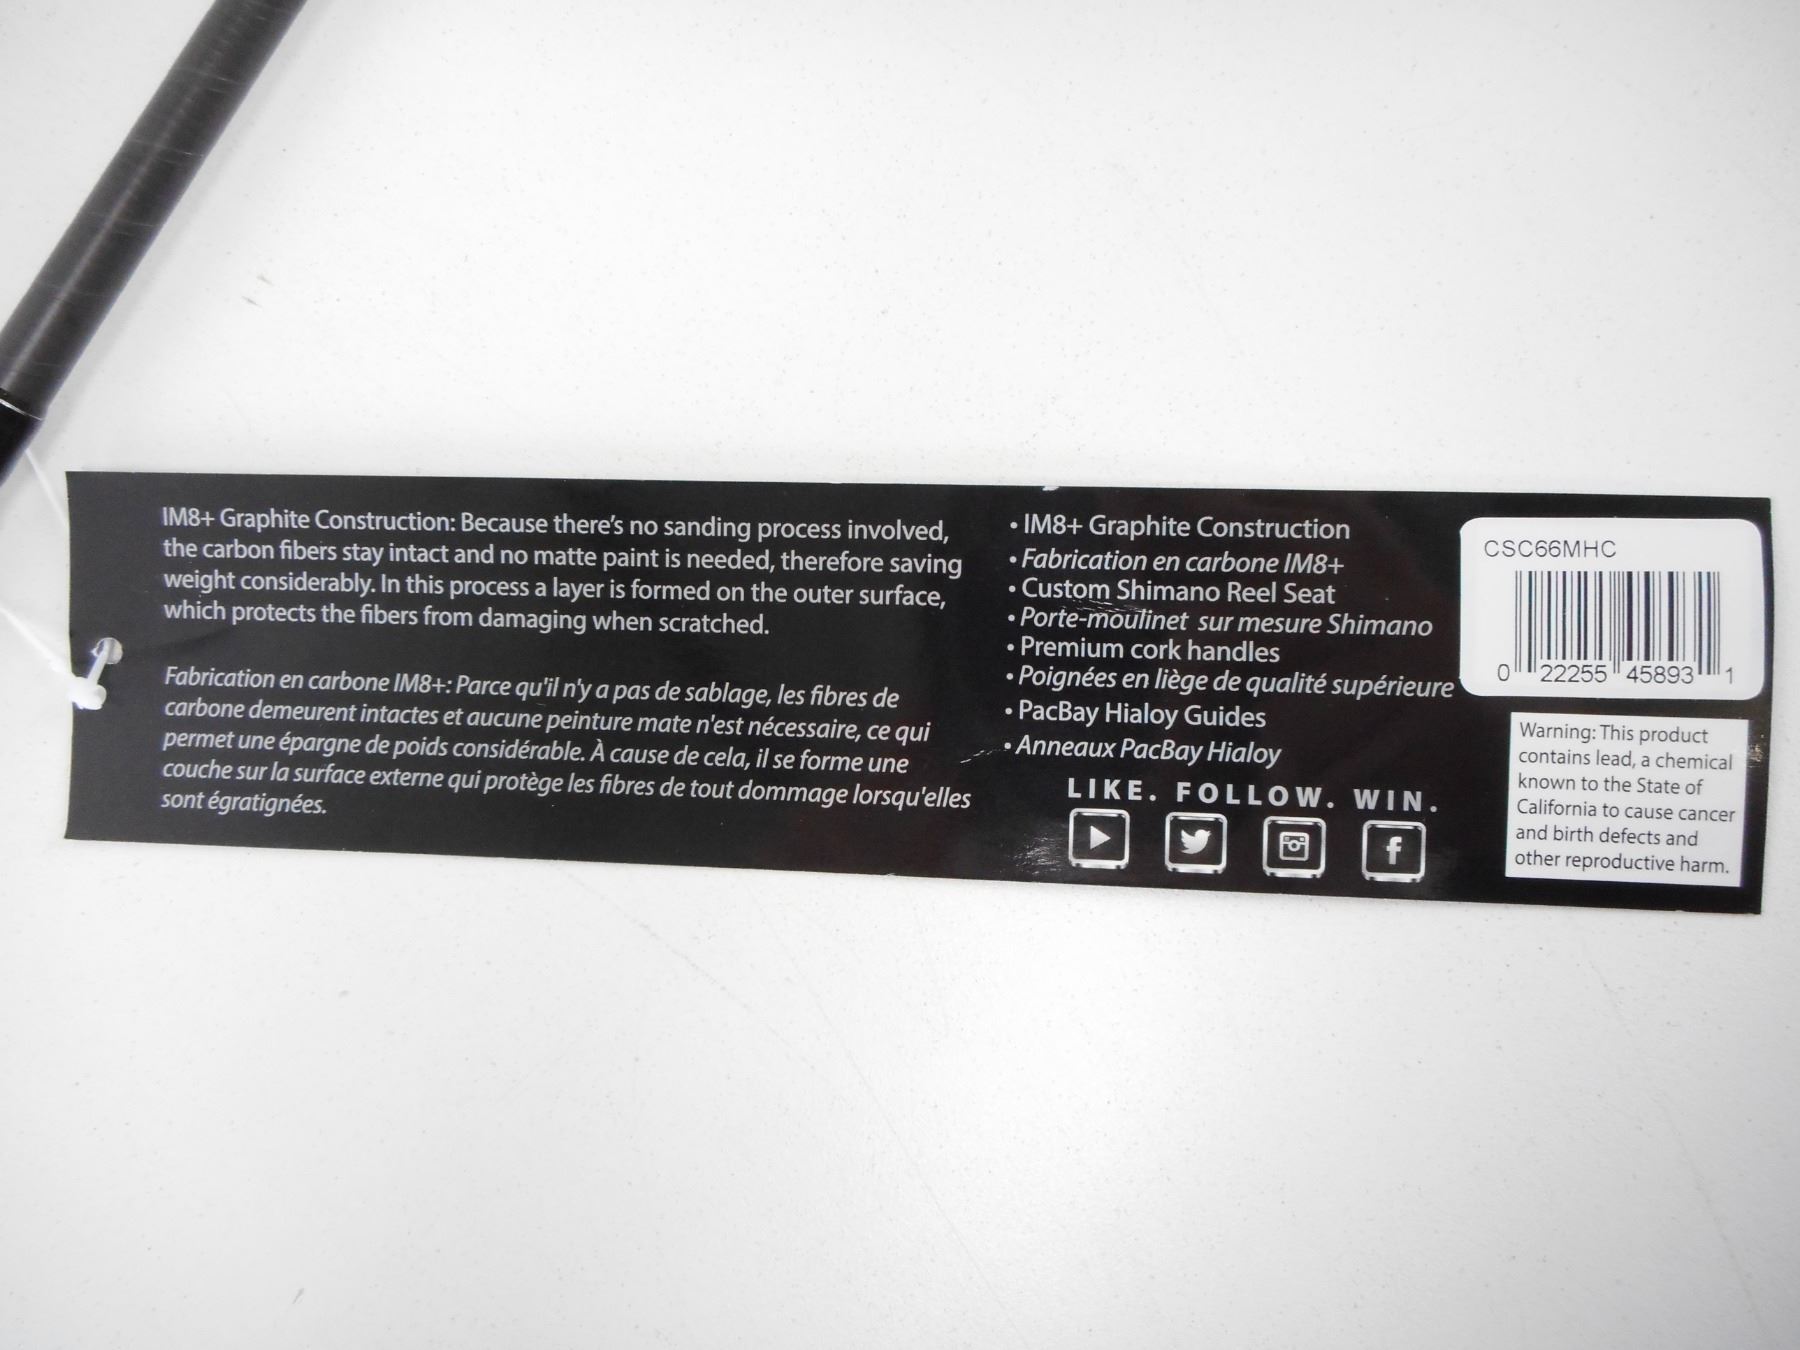 IM8+ Graphite Construction: Because there's no sanding process involved,
the carbon fibers stay intact and no matte paint is needed, therefore saving
weight considerably. In this process a layer is formed on the outer surface,
which protects the fibers from damaging when scratched.
Fabrication en carbone IM8+: Parce qu'il n'y a pas de sablage, les fibres de
carbone demeurent intactes et aucune peinture mate n'est nécessaire, ce qui
permet une épargne de poids considérable. À cause de cela, il se forme une
couche sur la surface externe qui protège les fibres de tout dommage lorsqu'elles
sont égratignées.
• IM8+ Graphite Construction
• Fabrication en carbone IM8+
• Custom Shimano Reel Seat
• Porte-moulinet sur mesure Shimano
• Premium cork handles
• Poignées en liège de qualité supérieure
• PacBay Hialoy Guides
• Anneaux PacBay Hialoy
LIKE. FOLLOW. WIN.
CSC66MHC
0 22255 45893 1
Warning: This product
contains lead, a chemical
known to the State of
California to cause cancer
and birth defects and
other reproductive harm.